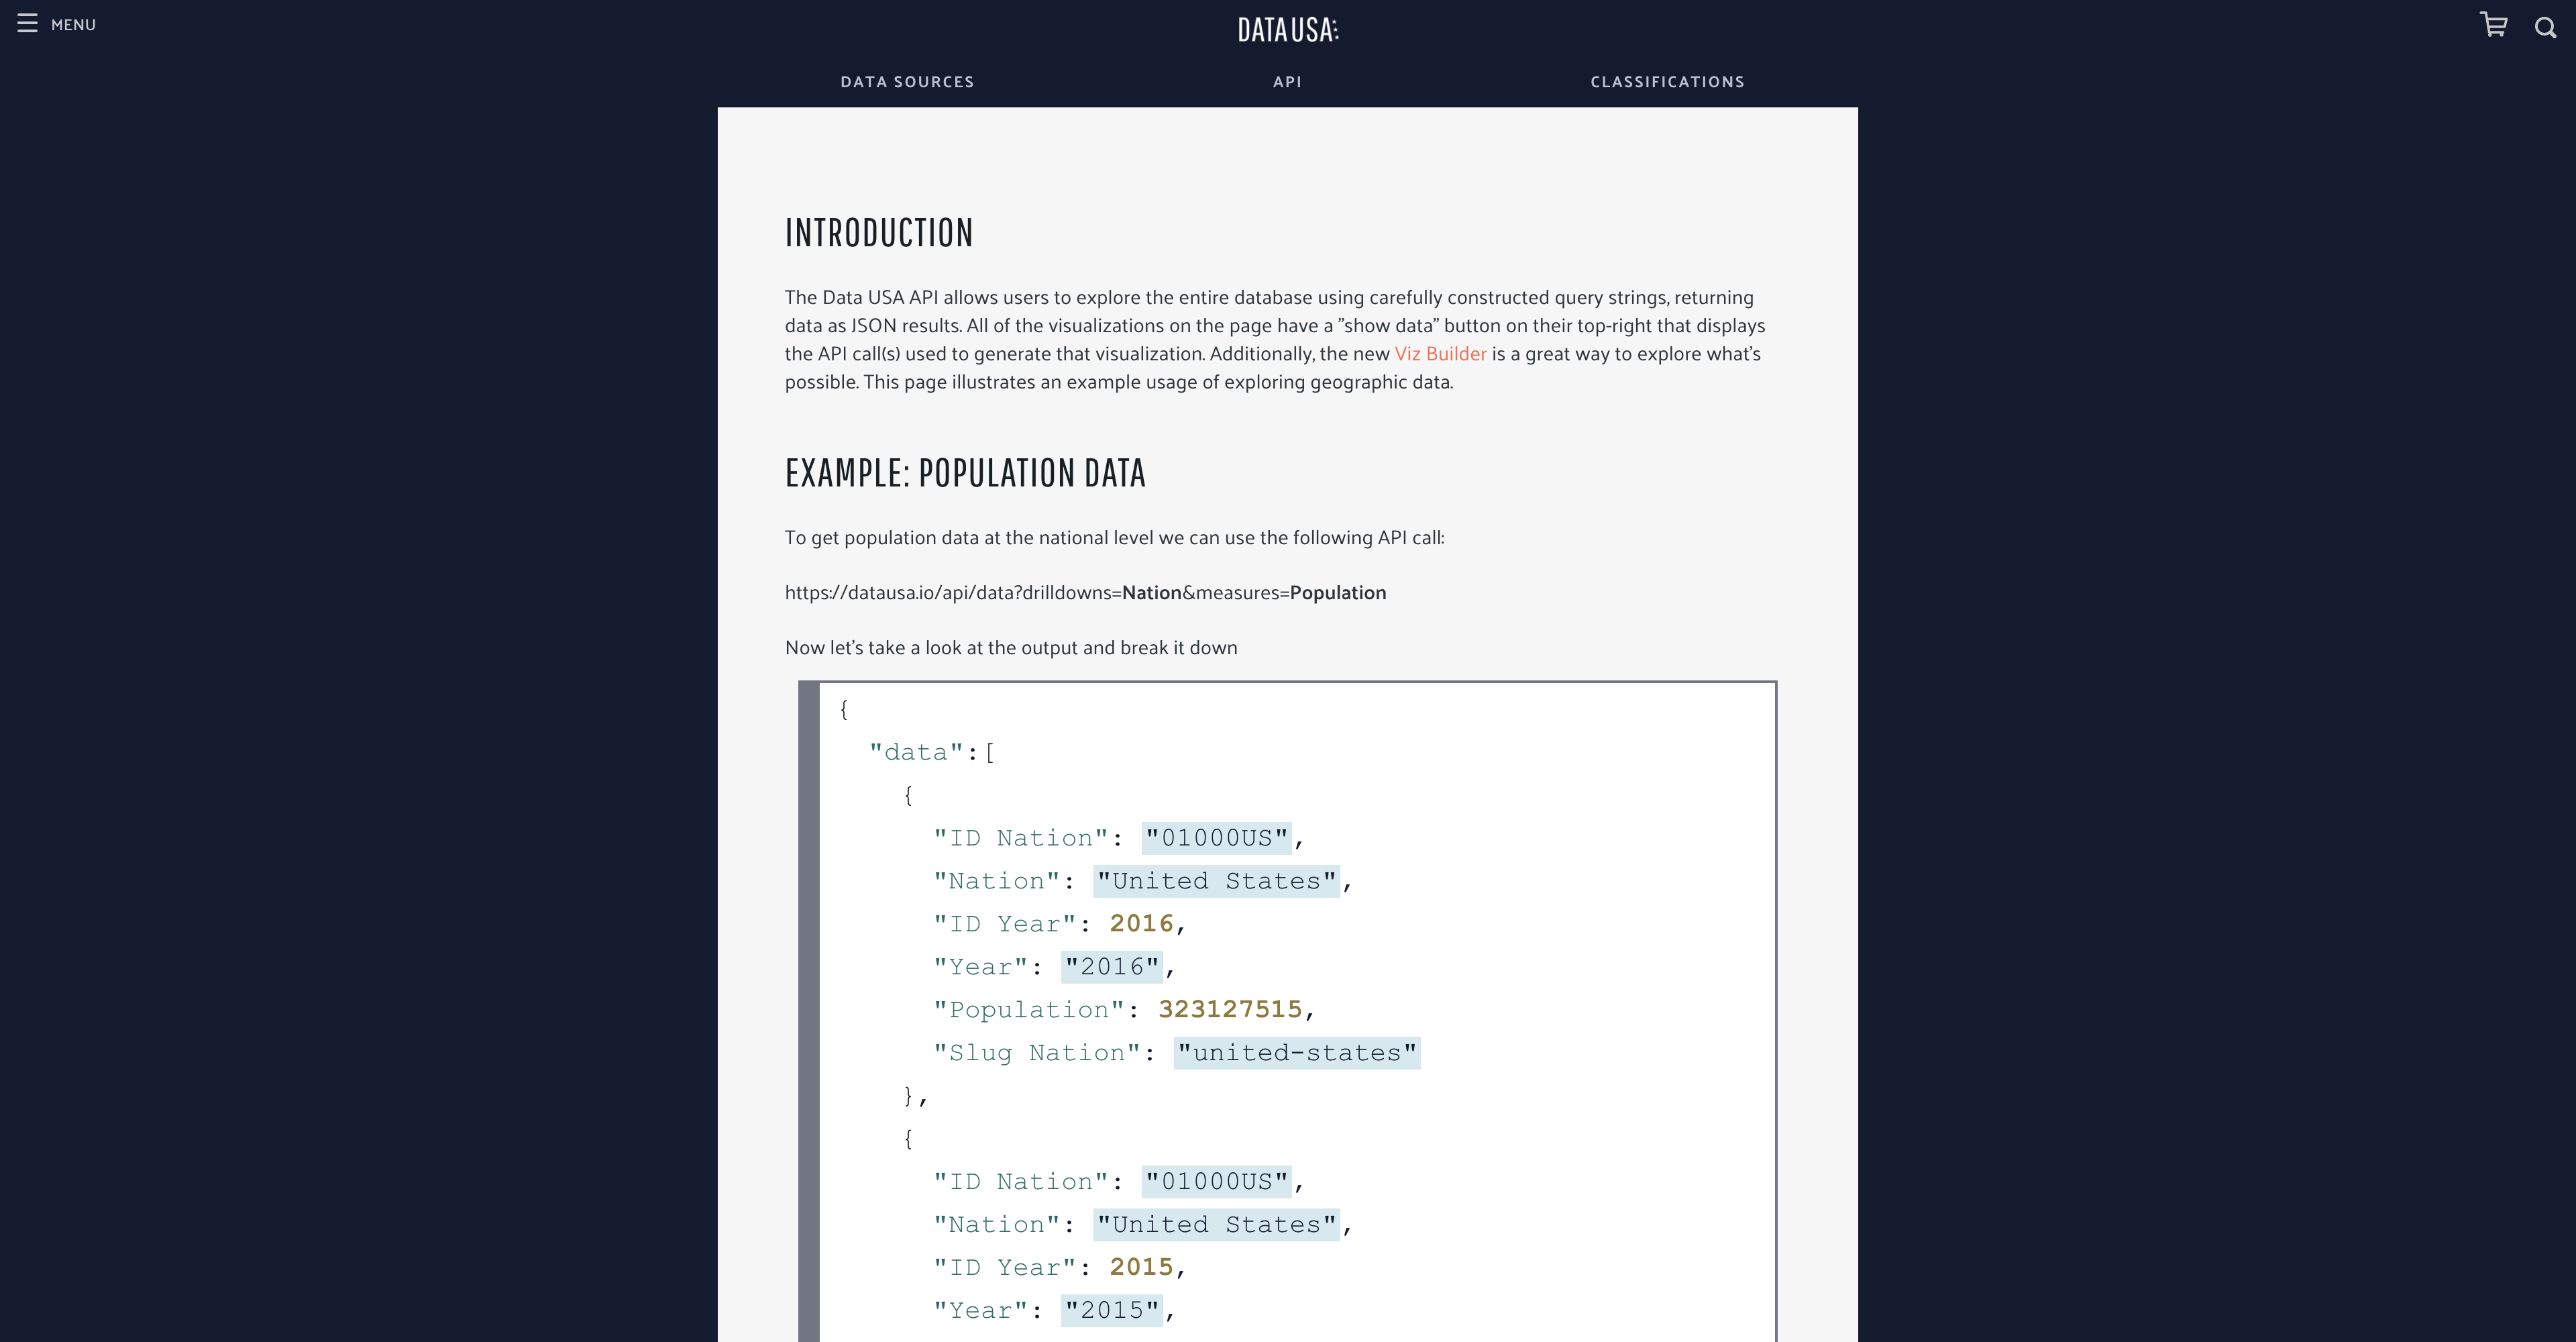 MENU
DATA USA
DATA SOURCES
API
CLASSIFICATIONS
INTRODUCTION
The Data USA API allows users to explore the entire database using carefully constructed query strings, returning
data as JSON results. All of the visualizations on the page have a ”show data” button on their top-right that displays
the API call(s) used to generate that visualization. Additionally, the new Viz Builder is a great way to explore what's
possible. This page illustrates an example usage of exploring geographic data.
EXAMPLE: POPULATION DATA
To get population data at the national level we can use the following API call:
https://datausa.io/api/data?drilldowns=Nation&measures=Population
Now let's take a look at the output and break it down
{
"data":[
{
"ID Nation": "01000US",
"Nation": "United States",
"ID Year": 2016,
"Year": "2016",
"Population": 323127515,
"Slug Nation": "united-states"
},
{
"ID Nation": "01000US",
"Nation": "United States",
"ID Year": 2015,
"Year": "2015",